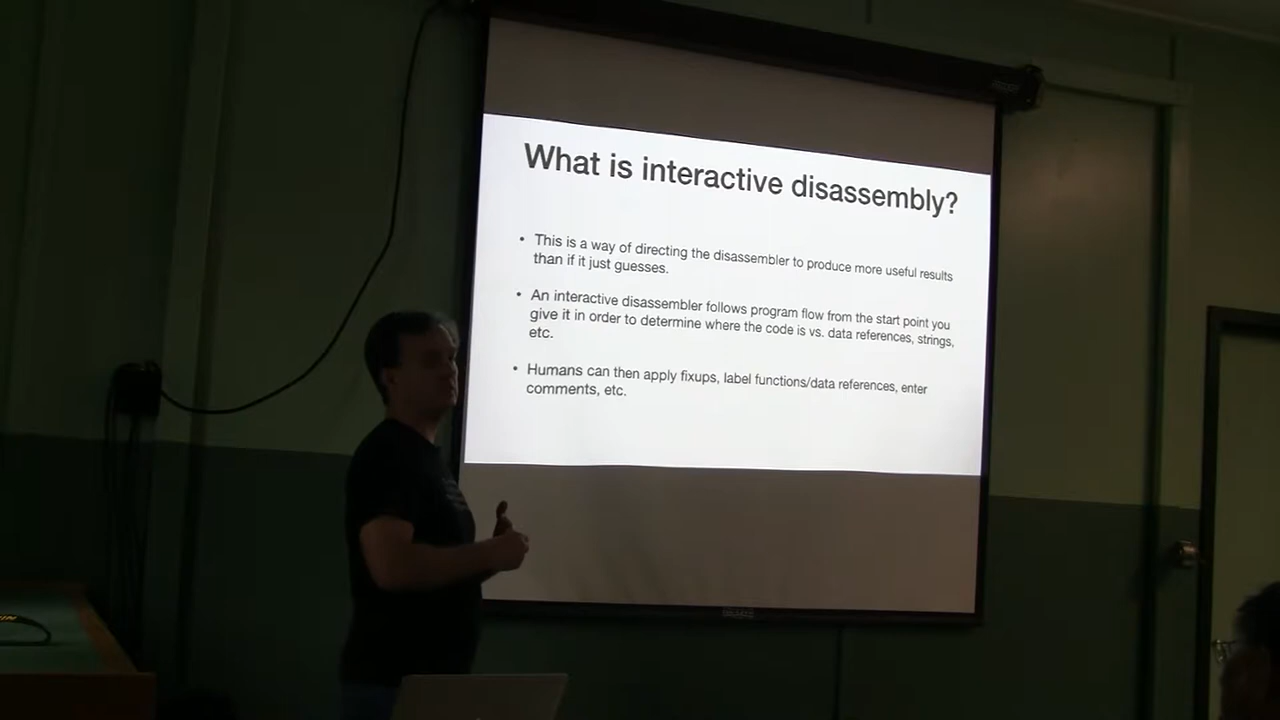 What is interactive disassembly?
• This is a way of directing the disassembler to produce more useful results
than if it just guesses.
• An interactive disassembler follows program flow from the start point you
give it in order to determine where the code is vs. data references, strings,
etc.
• Humans can then apply fixups, label functions/data references, enter
comments, etc.